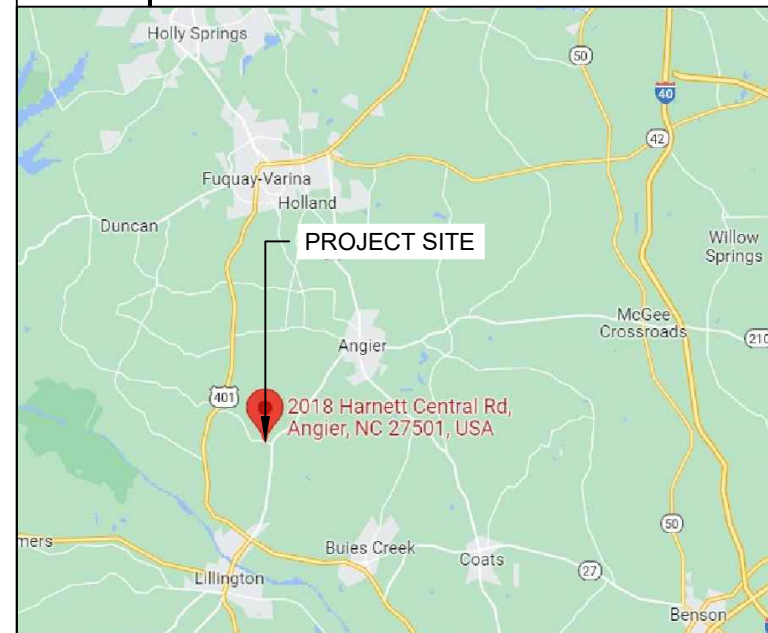 Holly Springs
50
40
42
Fuquay-Varina
Holland
Duncan
PROJECT SITE
Willow
Springs
McGee
Crossroads
210
Angier
401
2018 Harnett Central Rd,
Angier, NC 27501, USA
50
mers
Buies Creek
Coats
27
Lillington
Benson